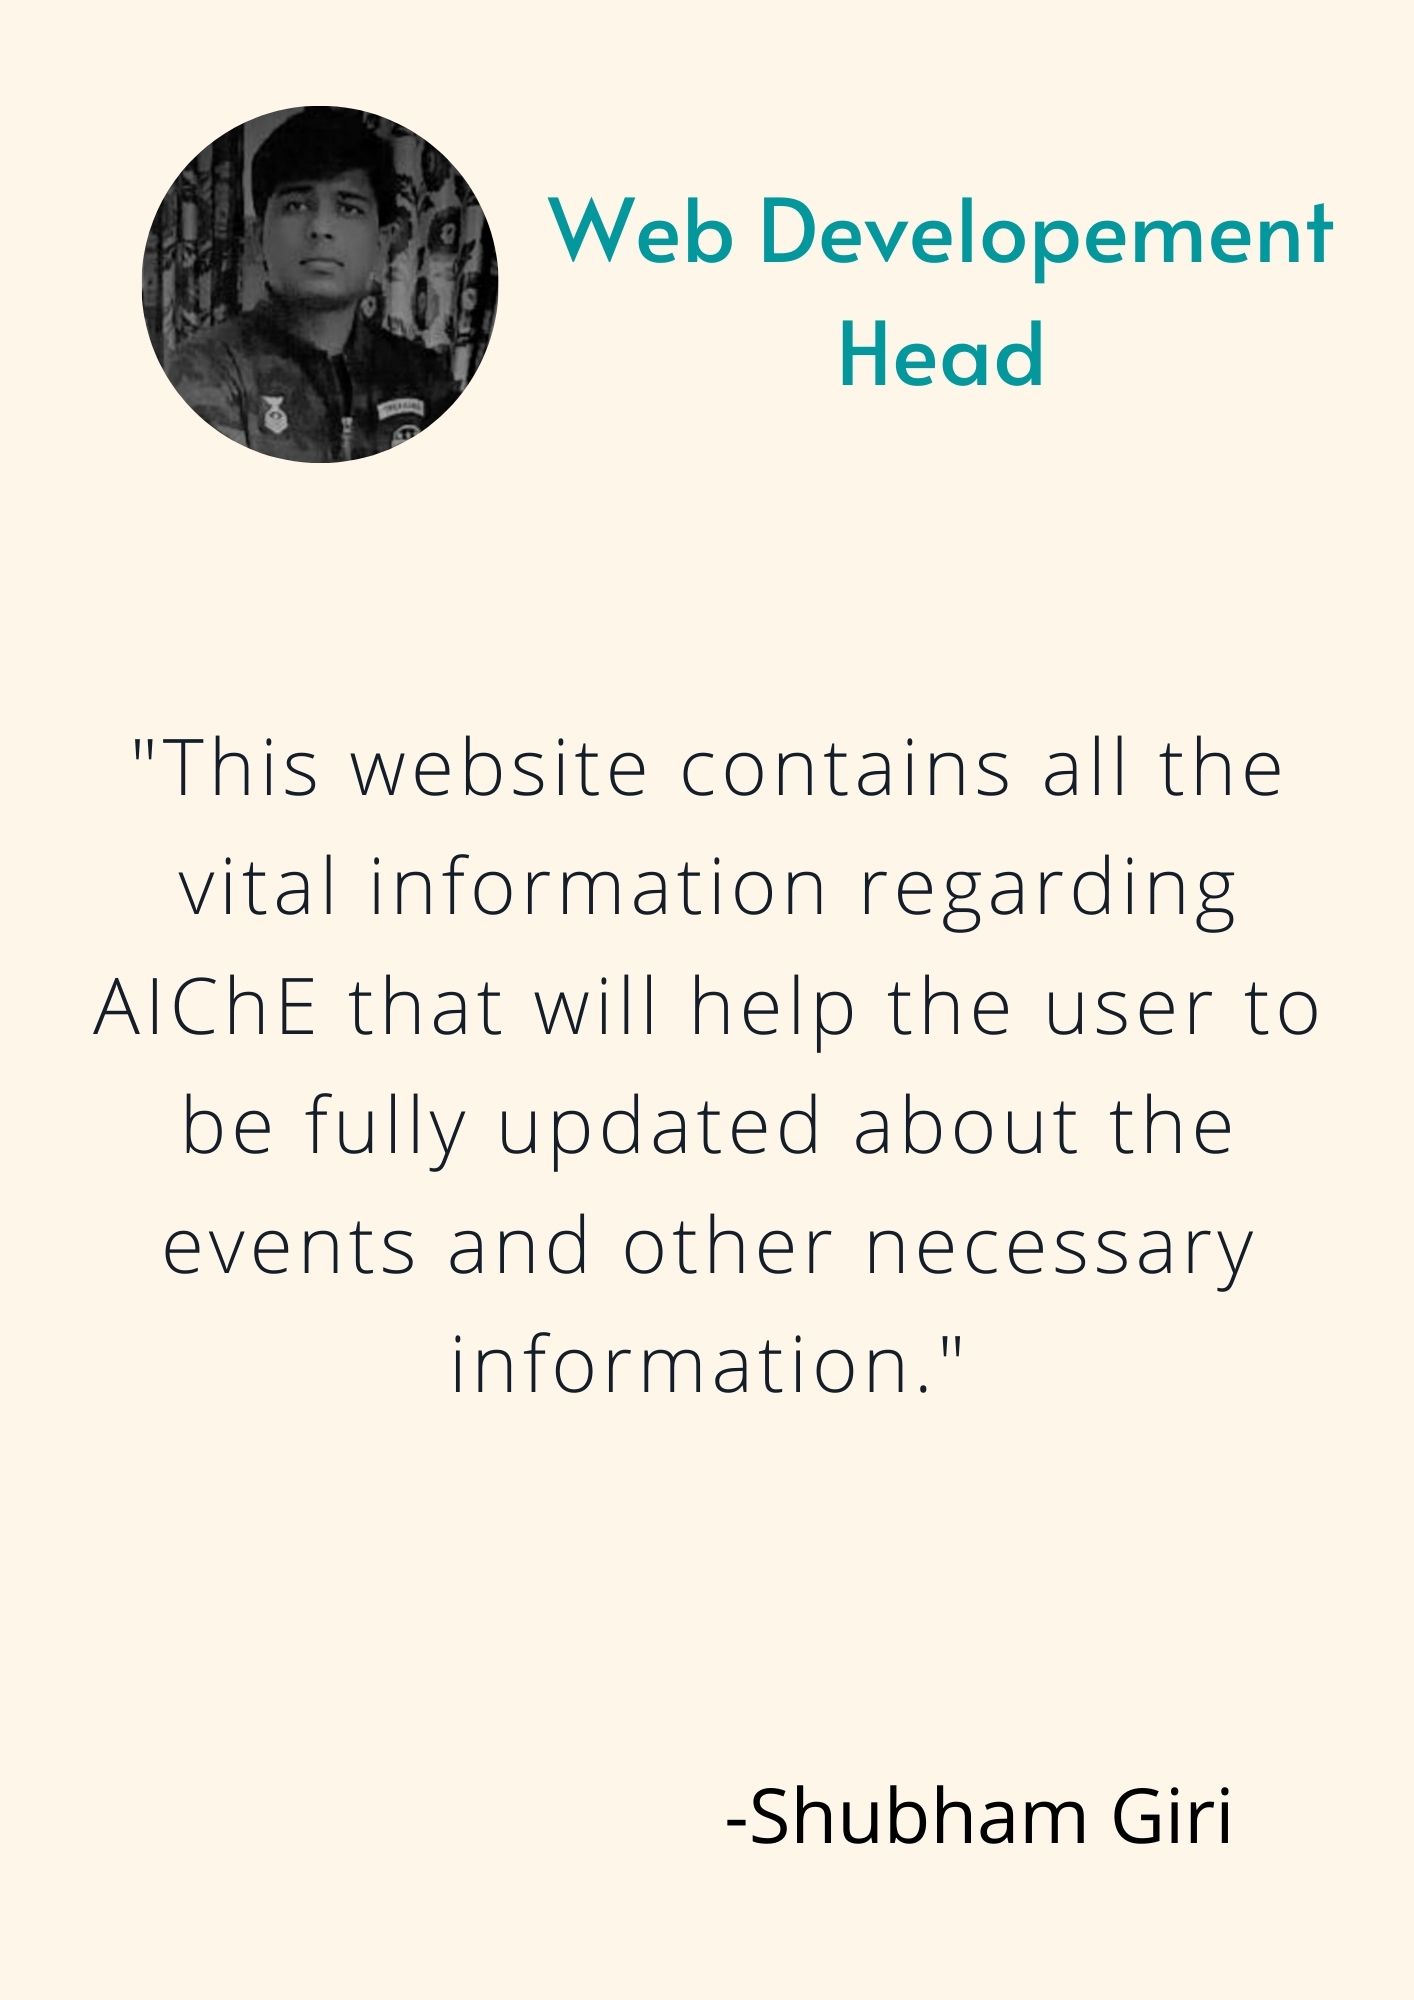 Web Developement
Head
"This website contains all the
vital information regarding
AIChE that will help the user to
be fully updated about the
events and other necessary
information."
-Shubham Giri